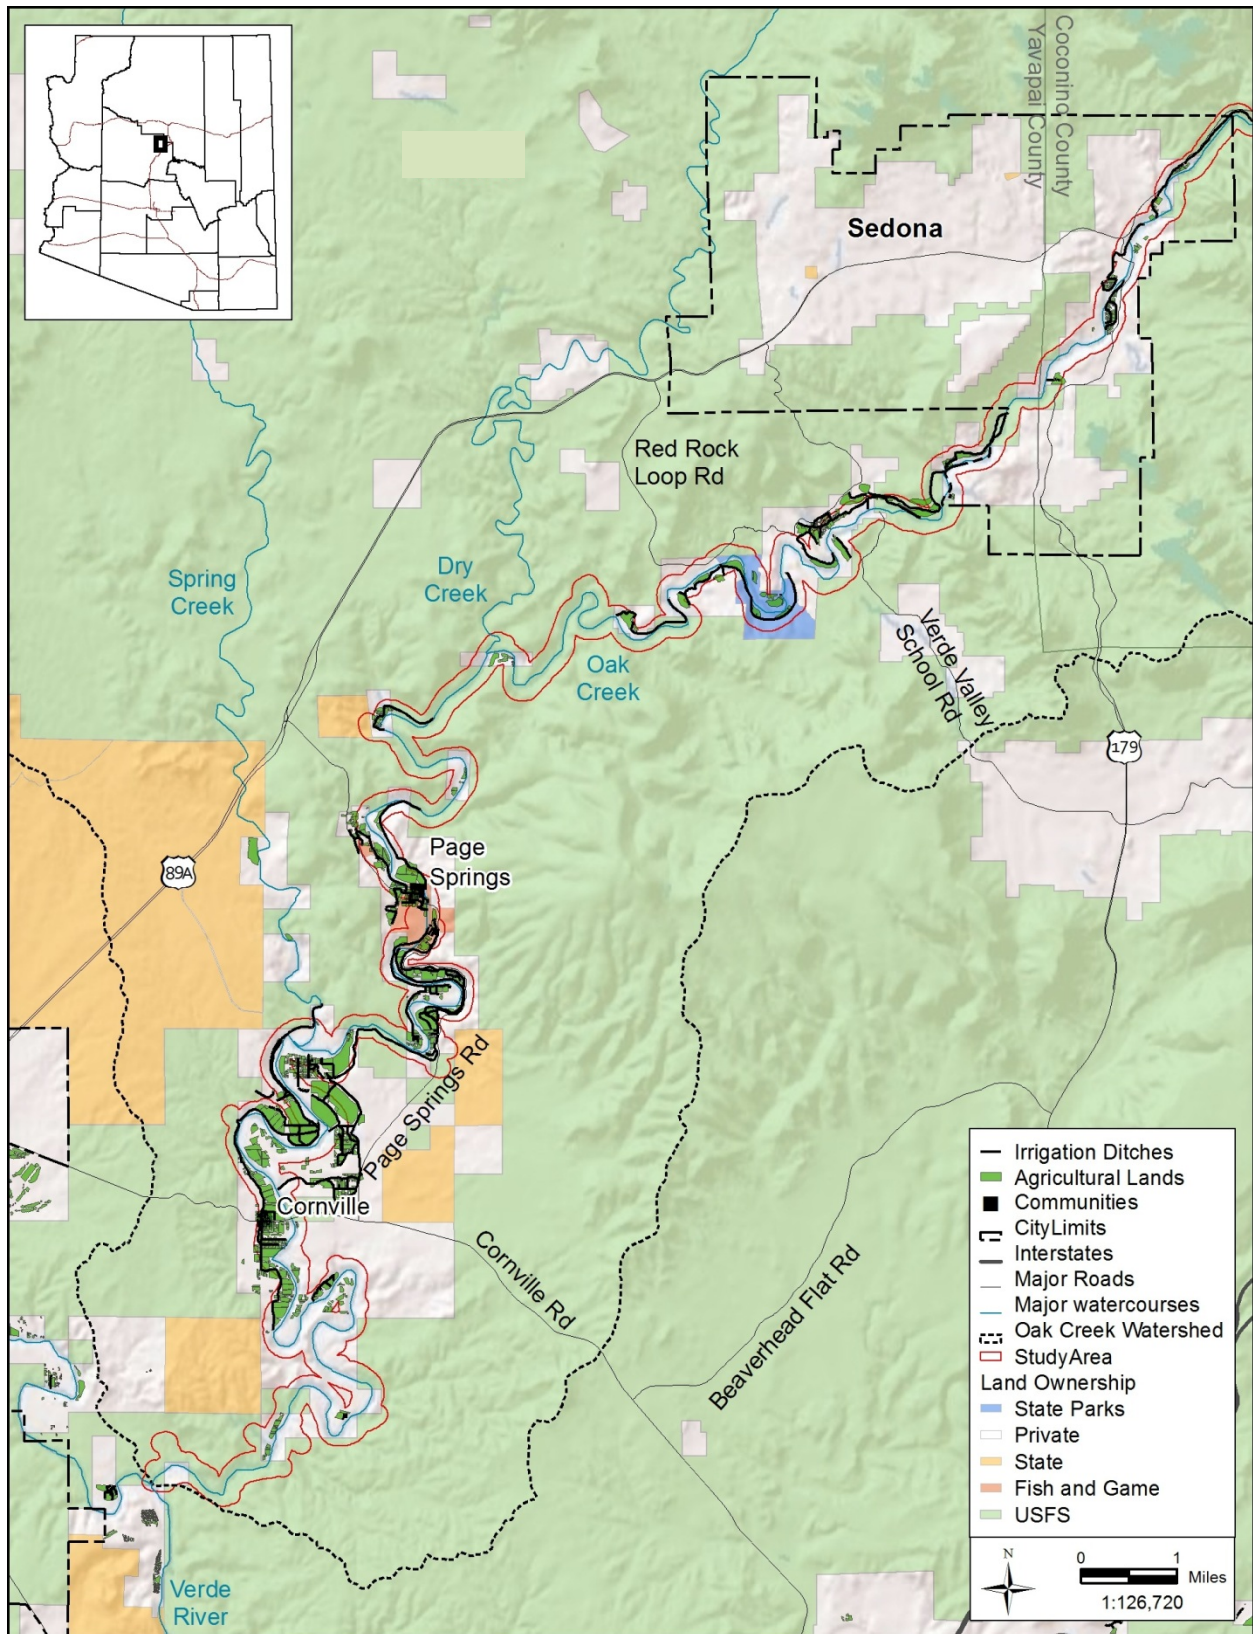 Coconino County
Yavapai County
Sedona
Red Rock
Loop Rd
Spring
Creek
Dry
Creek
Oak
Creek
Verde Valley
School Rd
179
Page
Springs
89A
Page Springs Rd
Cornville
Cornville Rd
Beaverhead Flat Rd
Verde
River
Irrigation Ditches
Agricultural Lands
Communities
CityLimits
Interstates
Major Roads
Major watercourses
Oak Creek Watershed
StudyArea
Land Ownership
State Parks
Private
State
Fish and Game
USFS
N
0 1
Miles
1:126,720